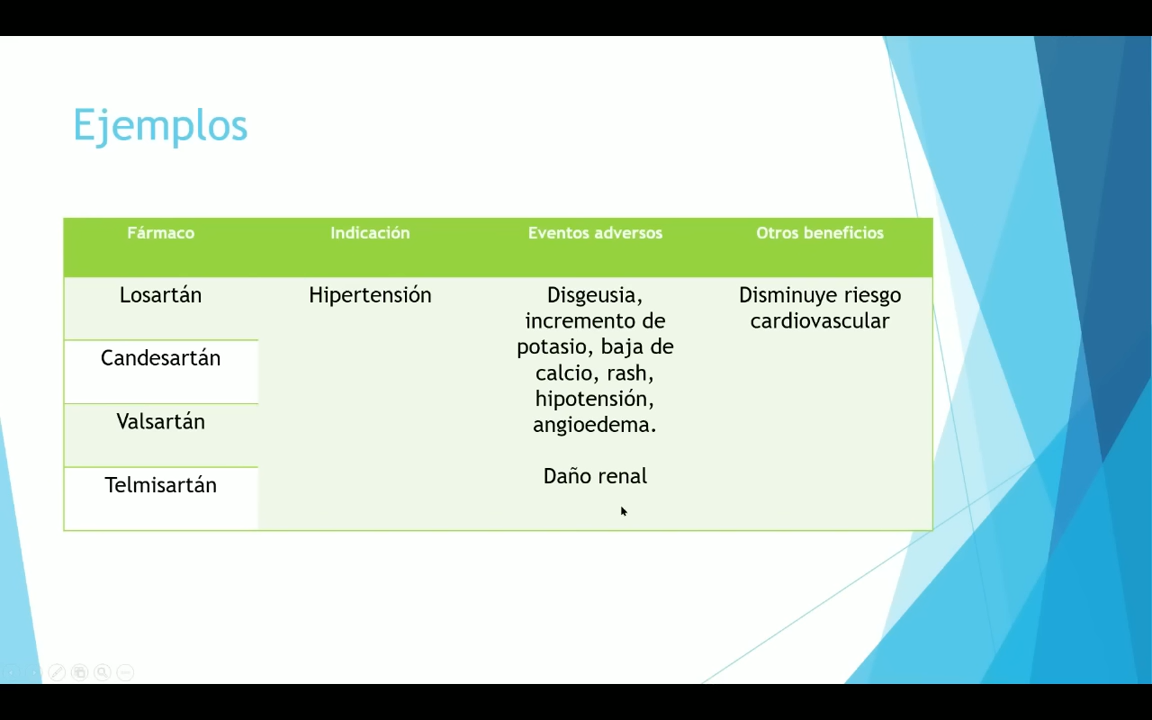 Ejemplos
Fármaco
Indicación
Eventos adversos
Otros beneficios
Losartán
Hipertensión
Disgeusia,
incremento de
potasio, baja de
calcio, rash,
hipotensión,
angioedema.
Daño renal
Disminuye riesgo
cardiovascular
Candesartán
Valsartán
Telmisartán